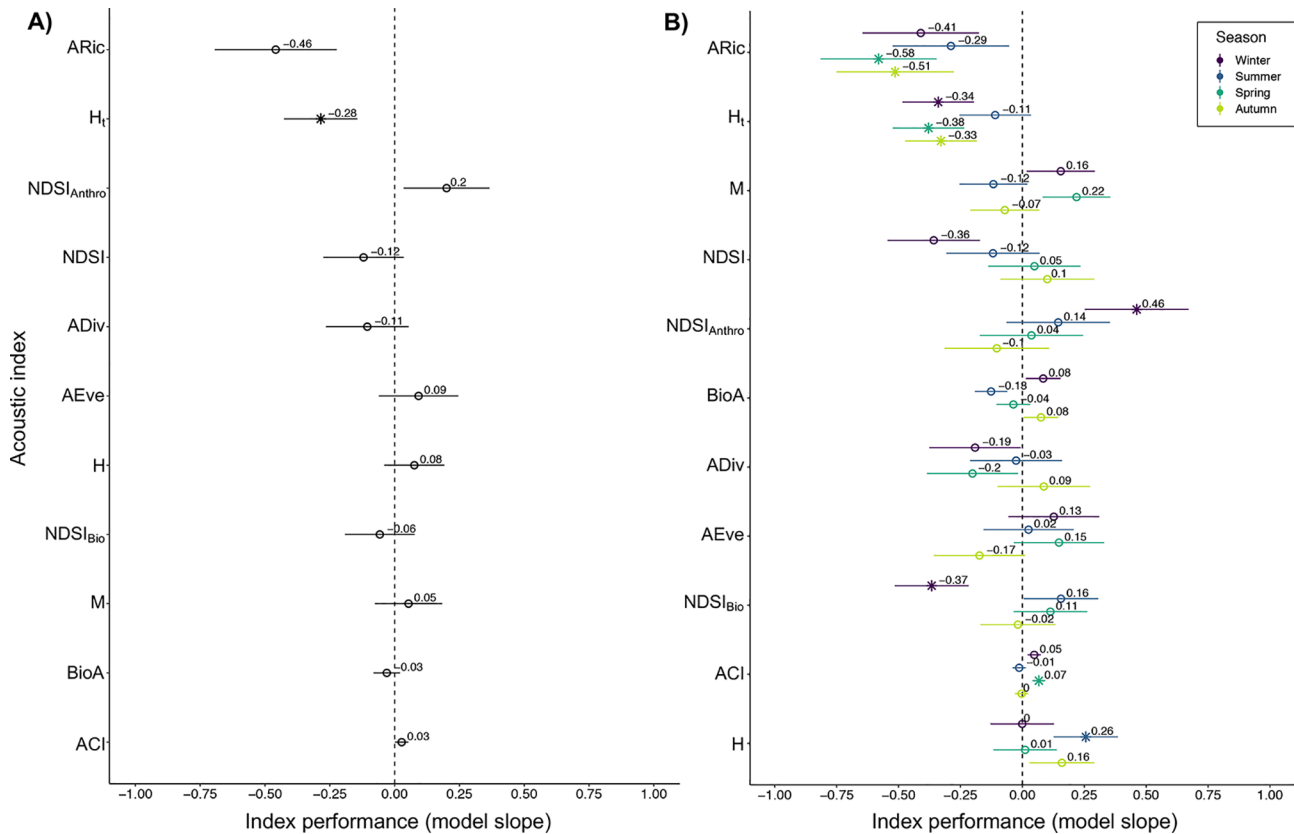 A)
Acoustic index
ARic
−0.46
Ht
−0.28
NDSIAnthro
0.2
NDSI
−0.12
ADiv
−0.11
AEve
0.09
H
0.08
NDSIBio
−0.06
M
0.05
BioA
−0.03
ACI
0.03
−1.00 −0.75 −0.50 −0.25 0.00 0.25 0.50 0.75 1.00
Index performance (model slope)
B)
Season
Winter
Summer
Spring
Autumn
ARic
−0.41
−0.29
−0.58
−0.51
Ht
−0.34
−0.11
−0.38
−0.33
M
0.16
−0.12
0.22
−0.07
NDSI
−0.36
−0.12
0.05
0.1
NDSIAnthro
0.46
0.14
0.04
−0.1
BioA
0.08
−0.13
−0.04
0.08
ADiv
−0.19
−0.03
−0.2
0.09
AEve
0.13
0.02
0.15
−0.17
NDSIBio
−0.37
0.16
0.11
−0.02
ACI
0.05
−0.01
0.07
0
H
0
0.26
0.01
0.16
−1.00 −0.75 −0.50 −0.25 0.00 0.25 0.50 0.75 1.00
Index performance (model slope)